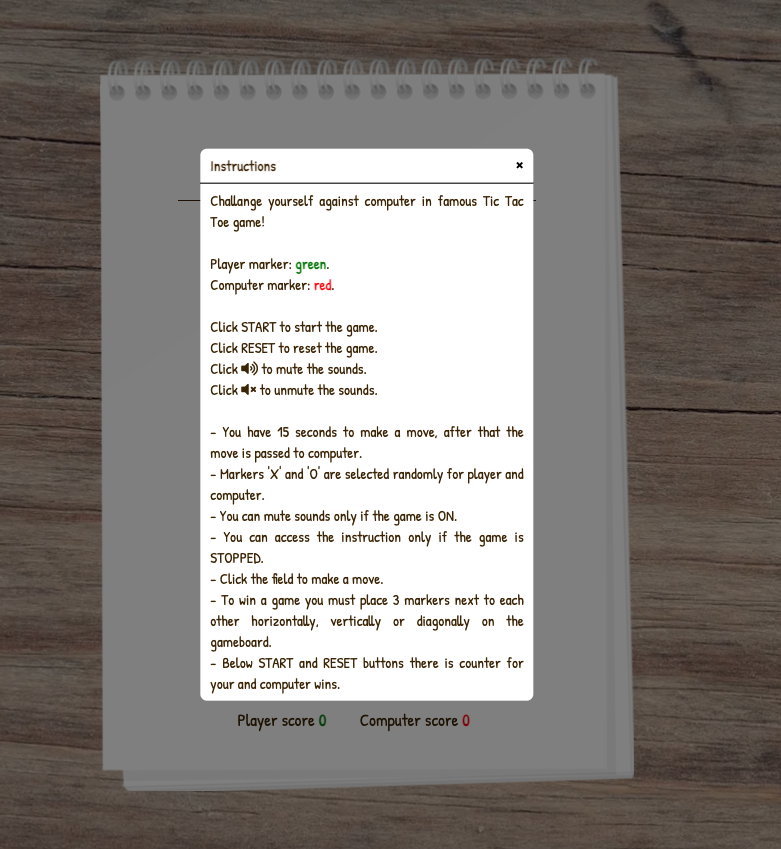 Instructions ×
Challange yourself against computer in famous Tic Tac
Toe game!
Player marker: green.
Computer marker: red.
Click START to start the game.
Click RESET to reset the game.
Click to mute the sounds.
Click to unmute the sounds.
- You have 15 seconds to make a move, after that the
move is passed to computer.
- Markers 'X' and 'O' are selected randomly for player and
computer.
- You can mute sounds only if the game is ON.
- You can access the instruction only if the game is
STOPPED.
- Click the field to make a move.
- To win a game you must place 3 markers next to each
other horizontally, vertically or diagonally on the
gameboard.
- Below START and RESET buttons there is counter for
your and computer wins.
Player score 0 Computer score 0